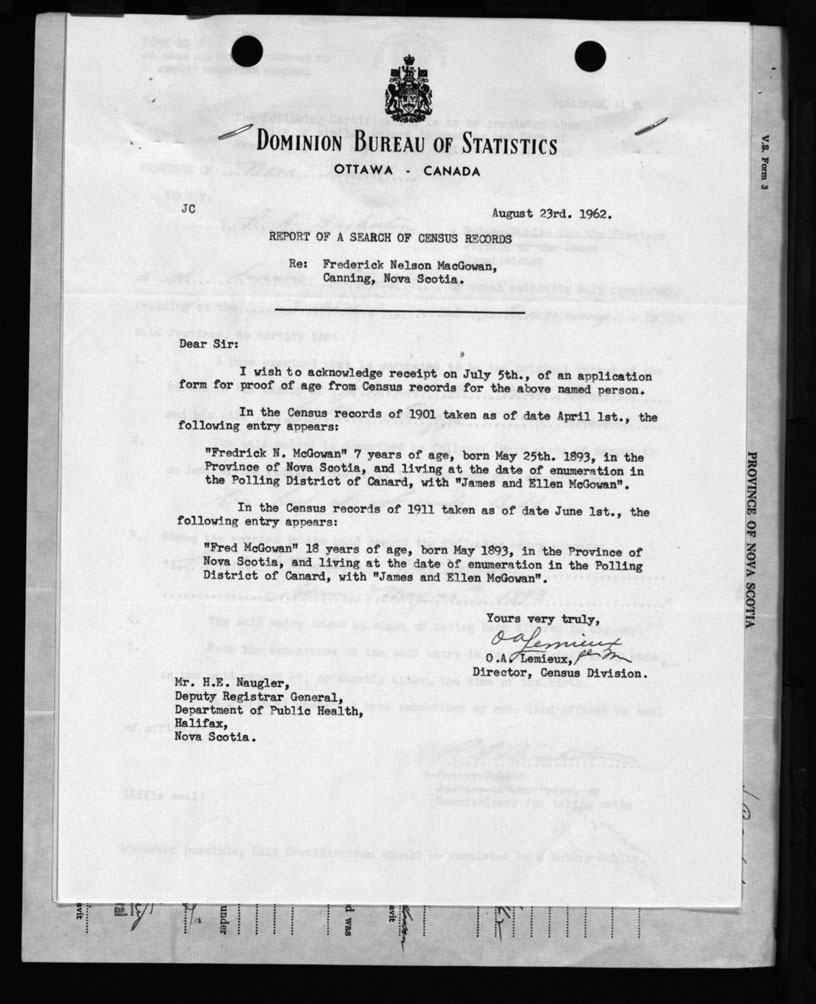 DOMINION BUREAU OF STATISTICS
OTTAWA - CANADA
JC
August 23rd. 1962.
REPORT OF A SEARCH OF CENSUS RECORDS
Re: Frederick Nelson MacGowan,
Canning, Nova Scotia.
Dear Sir:
I wish to acknowledge receipt on July 5th., of an application
form for proof of age from Census records for the above named person.
In the Census records of 1901 taken as of date April 1st., the
following entry appears:
"Fredrick N. McGowan" 7 years of age, born May 25th. 1893, in the
Province of Nova Scotia, and living at the date of enumeration in
the Polling District of Canard, with "James and Ellen McGowan".
In the Census records of 1911 taken as of date June 1st., the
following entry appears:
"Fred McGowan" 18 years of age, born May 1893, in the Province of
Nova Scotia, and living at the date of enumeration in the Polling
District of Canard, with "James and Ellen McGowan".
Yours very truly,
O A Lemieux
O.A. Lemieux,
Director, Census Division.
Mr. H.E. Naugler,
Deputy Registrar General,
Department of Public Health,
Halifax,
Nova Scotia.
V.S. Form 3
PROVINCE OF NOVA SCOTIA
under
was